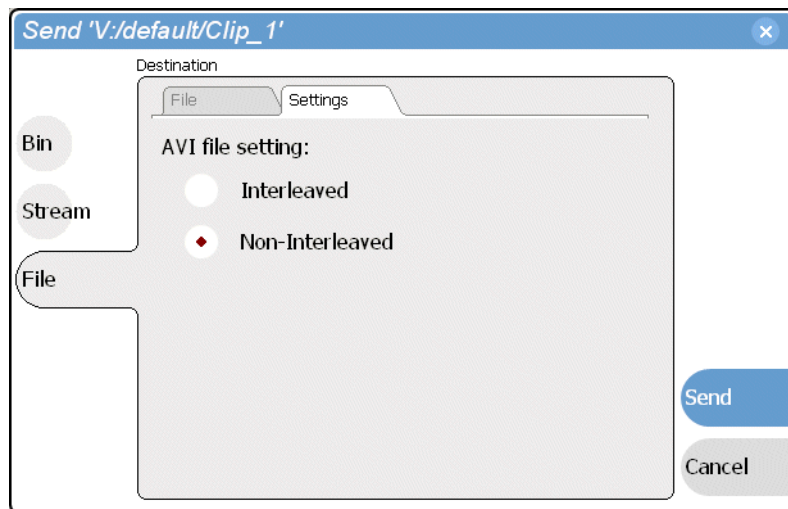 Send 'V:/default/Clip_1'
Destination
File
Settings
Bin
Stream
File
AVI file setting:
Interleaved
Non-Interleaved
Send
Cancel